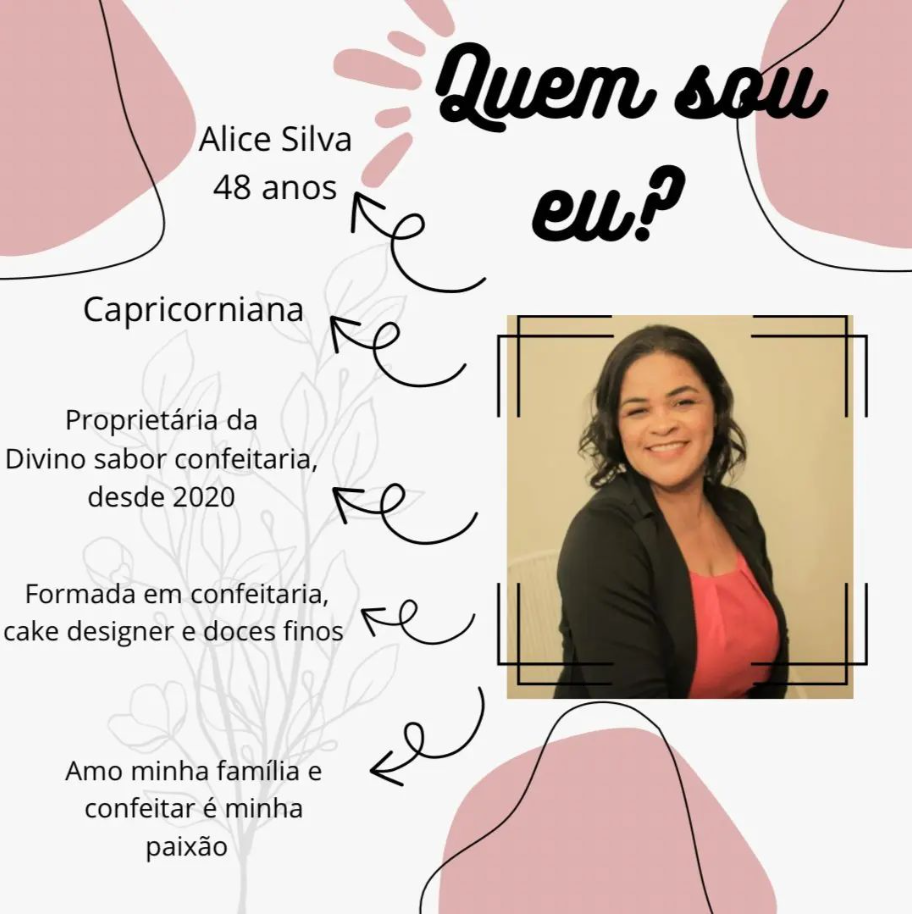 Quem sou
eu?
Alice Silva
48 anos
Capricorniana
Proprietária da
Divino sabor confeitaria,
desde 2020
Formada em confeitaria,
cake designer e doces finos
Amo minha família e
confeitar é minha
paixão